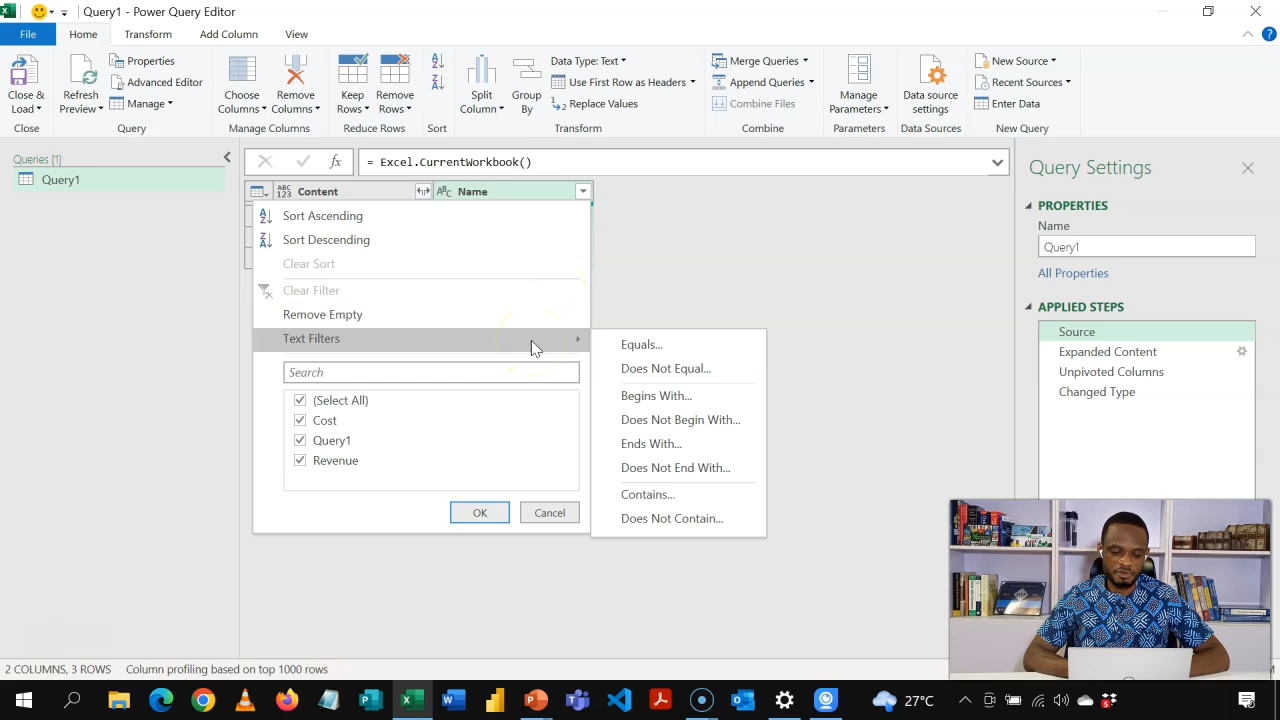 Query1 - Power Query Editor
File
Home
Transform
Add Column
View
Close & Load
Close
Refresh Preview
Properties
Advanced Editor
Manage
Query
Choose Columns
Remove Columns
Manage Columns
Keep Rows
Remove Rows
Reduce Rows
Sort
Split Column
Group By
Data Type: Text
Use First Row as Headers
Replace Values
Transform
Merge Queries
Append Queries
Combine Files
Combine
Manage Parameters
Parameters
Data source settings
Data Sources
New Source
Recent Sources
Enter Data
New Query
Queries [1]
Query1
fx
= Excel.CurrentWorkbook()
ABC 123 Content
ABC Name
Sort Ascending
Sort Descending
Clear Sort
Clear Filter
Remove Empty
Text Filters
Search
(Select All)
Cost
Query1
Revenue
OK
Cancel
Equals...
Does Not Equal...
Begins With...
Does Not Begin With...
Ends With...
Does Not End With...
Contains...
Does Not Contain...
Query Settings
PROPERTIES
Name
Query1
All Properties
APPLIED STEPS
Source
Expanded Content
Unpivoted Columns
Changed Type
2 COLUMNS, 3 ROWS
Column profiling based on top 1000 rows
27°C